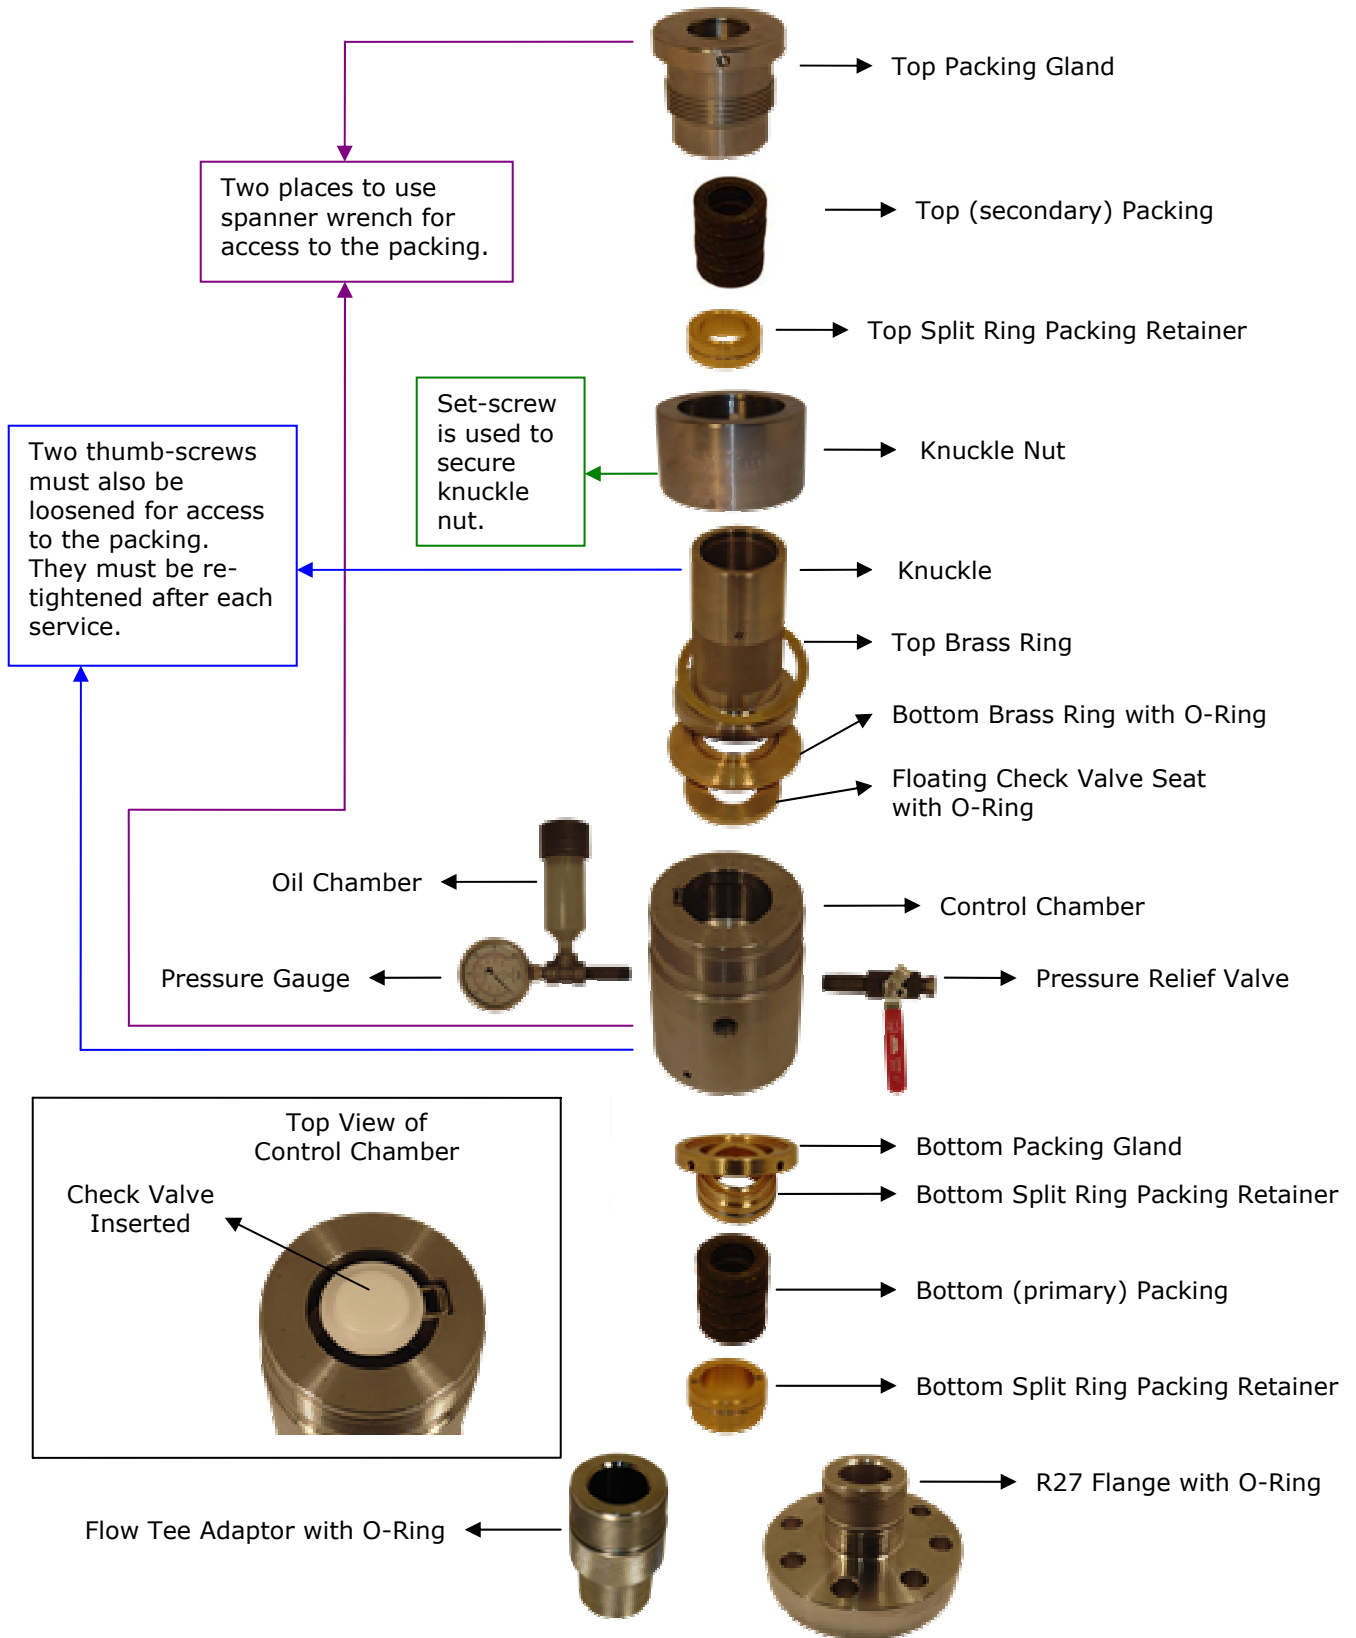 Top Packing Gland
Two places to use
spanner wrench for
access to the packing.
Top (secondary) Packing
Top Split Ring Packing Retainer
Set-screw
is used to
secure
knuckle
nut.
Knuckle Nut
Two thumb-screws
must also be
loosened for access
to the packing.
They must be re-
tightened after each
service.
Knuckle
Top Brass Ring
Bottom Brass Ring with O-Ring
Floating Check Valve Seat
with O-Ring
Oil Chamber
Control Chamber
Pressure Gauge
Pressure Relief Valve
Top View of
Control Chamber
Check Valve
Inserted
Bottom Packing Gland
Bottom Split Ring Packing Retainer
Bottom (primary) Packing
Bottom Split Ring Packing Retainer
R27 Flange with O-Ring
Flow Tee Adaptor with O-Ring